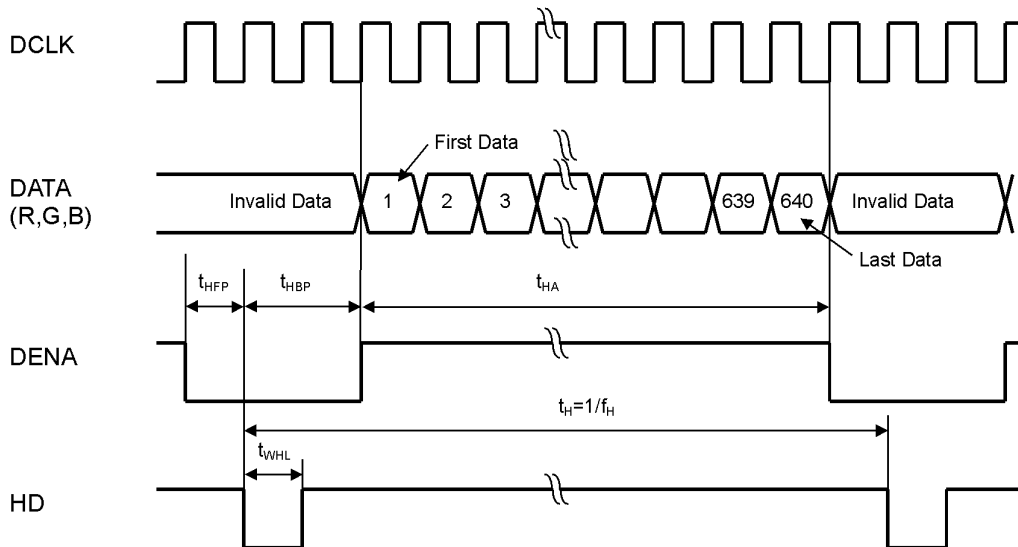 DCLK
First Data
DATA
(R,G,B)
Invalid Data 1 2 3 639 640 Invalid Data
Last Data
tHFP tHBP tHA
DENA
tH=1/fH
tWHL
HD